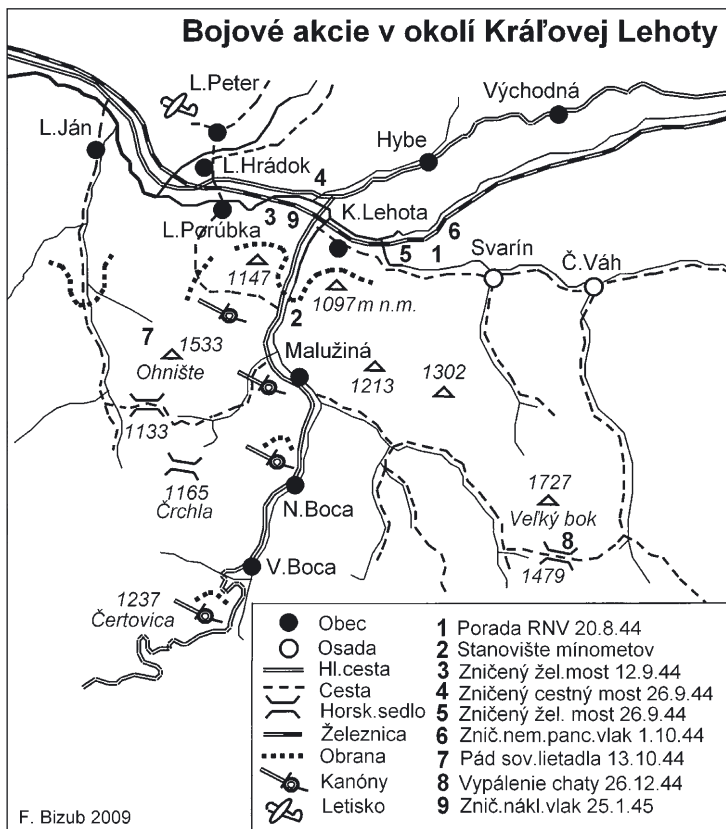 Bojové akcie v okolí Kráľovej Lehoty
L.Peter
Východná
L.Ján
Hybe
L.Hrádok
4
3
9
K.Lehota
6
L.Porúbka
5
1
Svarín
Č.Váh
1147
1097m n.m.
2
7
1533
Ohnište
Malužiná
1213
1302
1133
1165
Črchla
1727
Veľký bok
N.Boca
8
1479
V.Boca
1237
Čertovica
Obec
Osada
Hl.cesta
Cesta
Horsk.sedlo
Železnica
Obrana
Kanóny
Letisko
1 Porada RNV 20.8.44
2 Stanovište mínometov
3 Zničený žel.most 12.9.44
4 Zničený cestný most 26.9.44
5 Zničený žel. most 26.9.44
6 Znič.nem.panc.vlak 1.10.44
7 Pád sov.lietadla 13.10.44
8 Vypálenie chaty 26.12.44
9 Znič.nákl.vlak 25.1.45
F. Bizub 2009